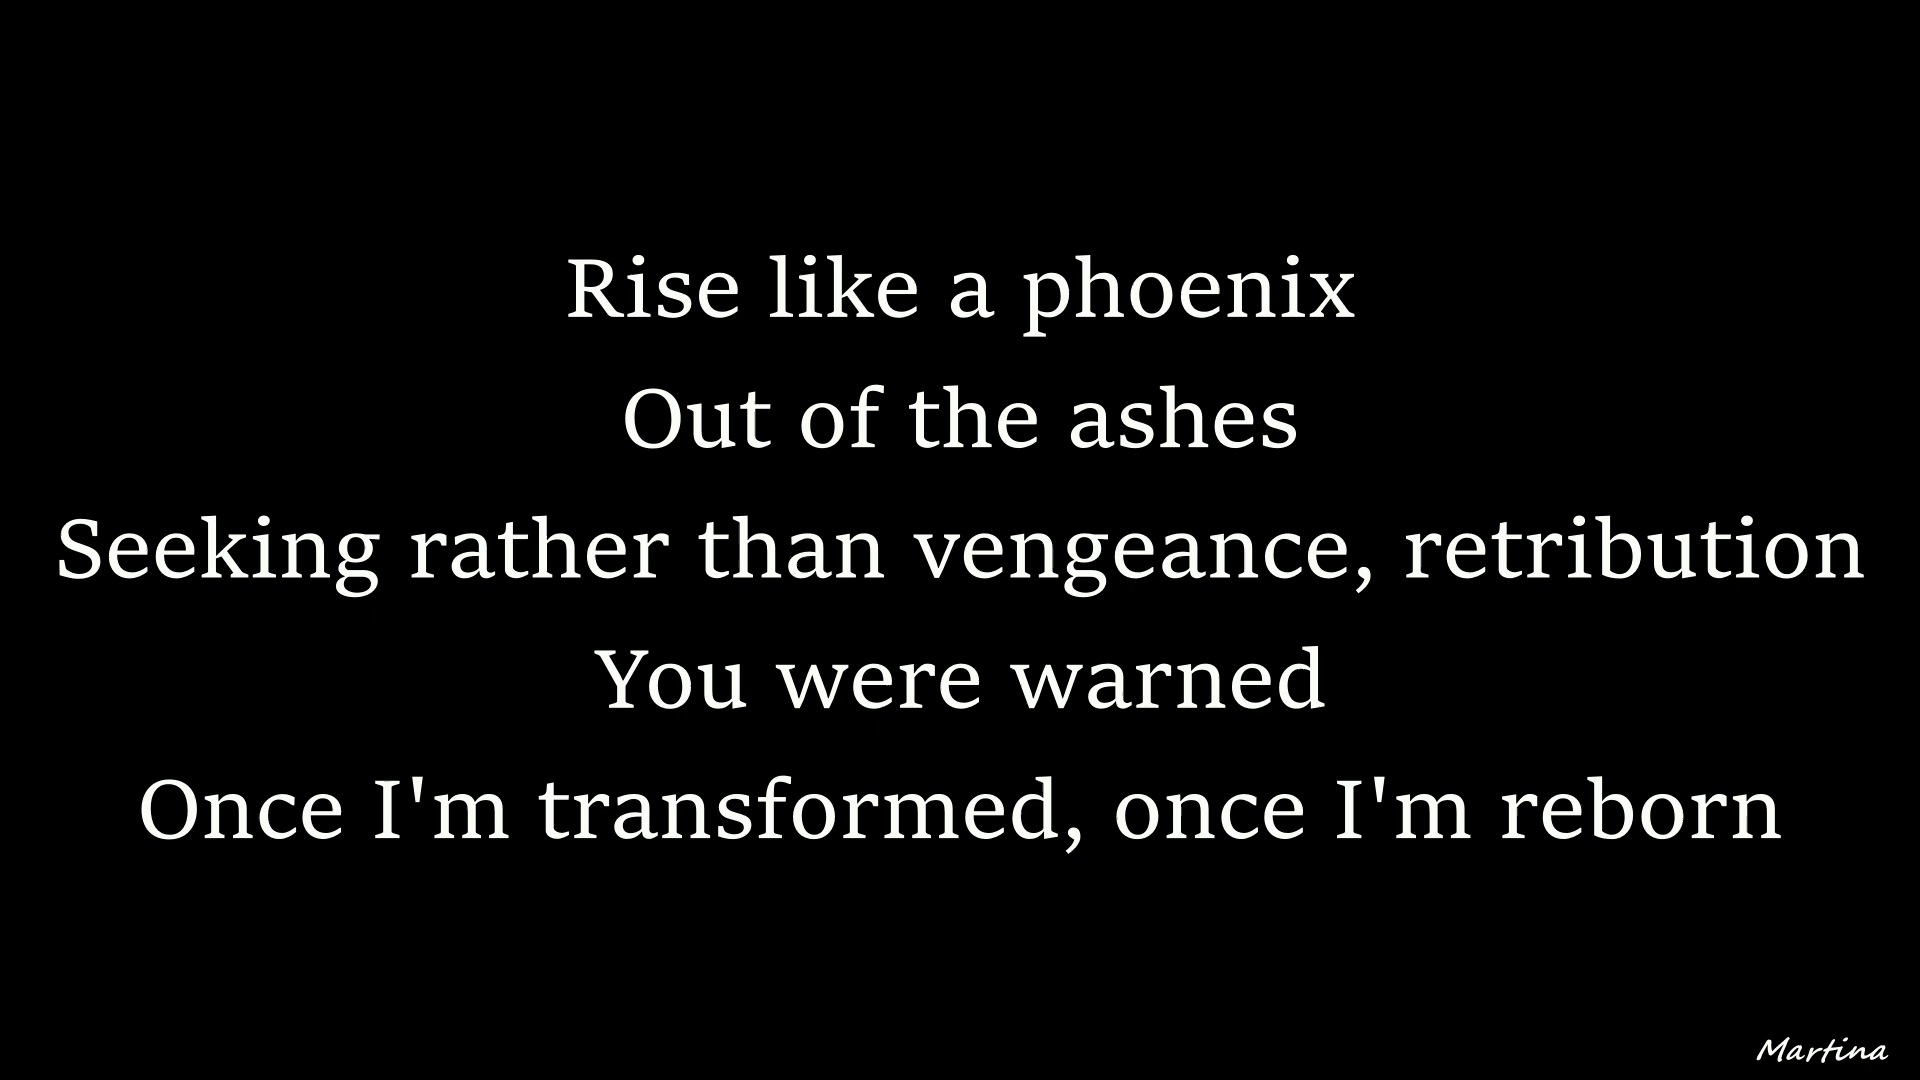 Rise like a phoenix
Out of the ashes
Seeking rather than vengeance, retribution
You were warned
Once I'm transformed, once I'm reborn
Martina